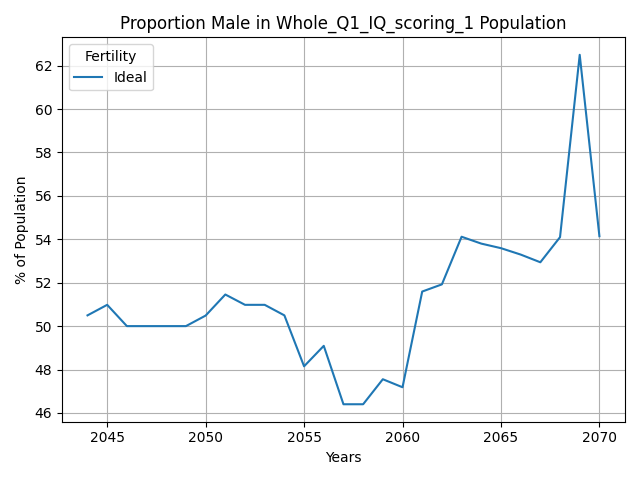 Proportion Male in Whole_Q1_IQ_scoring_1 Population
Fertility
Ideal
% of Population
62
60
58
56
54
52
50
48
46
2045 2050 2055 2060 2065 2070
Years